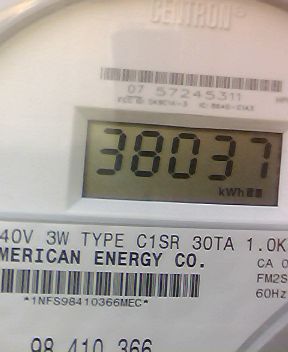 CENTRON®
07 57245311
38037
kWh
40V 3W TYPE C1SR 30TA 1.0K
MERICAN ENERGY CO.
CA 0
FM2S
60Hz
*1NFS98410366MEC*
98 410 366